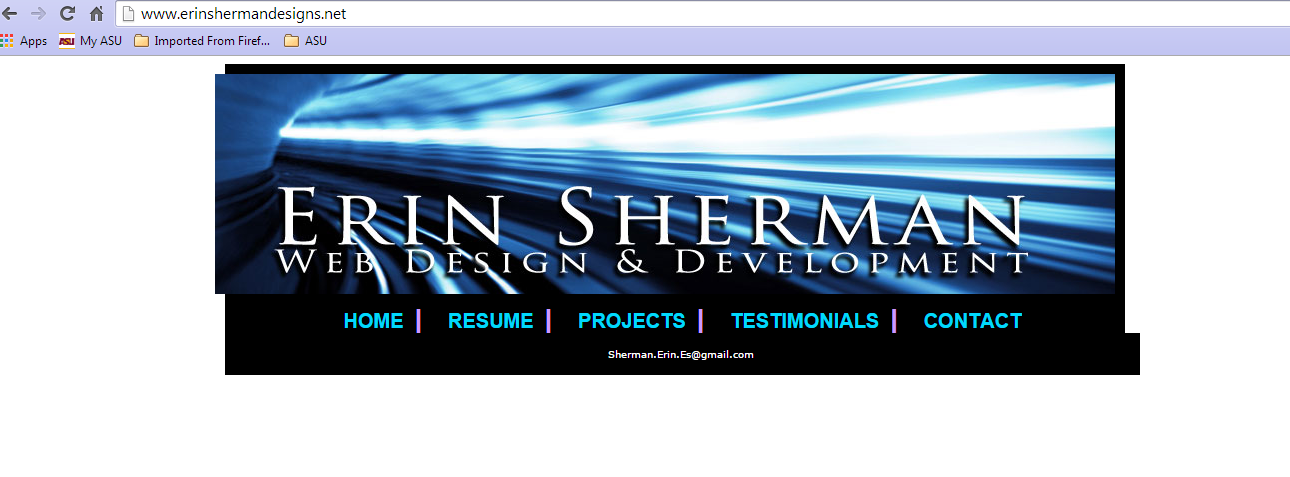 www.erinshermandesigns.net
Apps ASU My ASU Imported From Firef... ASU
ERIN SHERMAN
WEB DESIGN & DEVELOPMENT
HOME | RESUME | PROJECTS | TESTIMONIALS | CONTACT
Sherman.Erin.Es@gmail.com